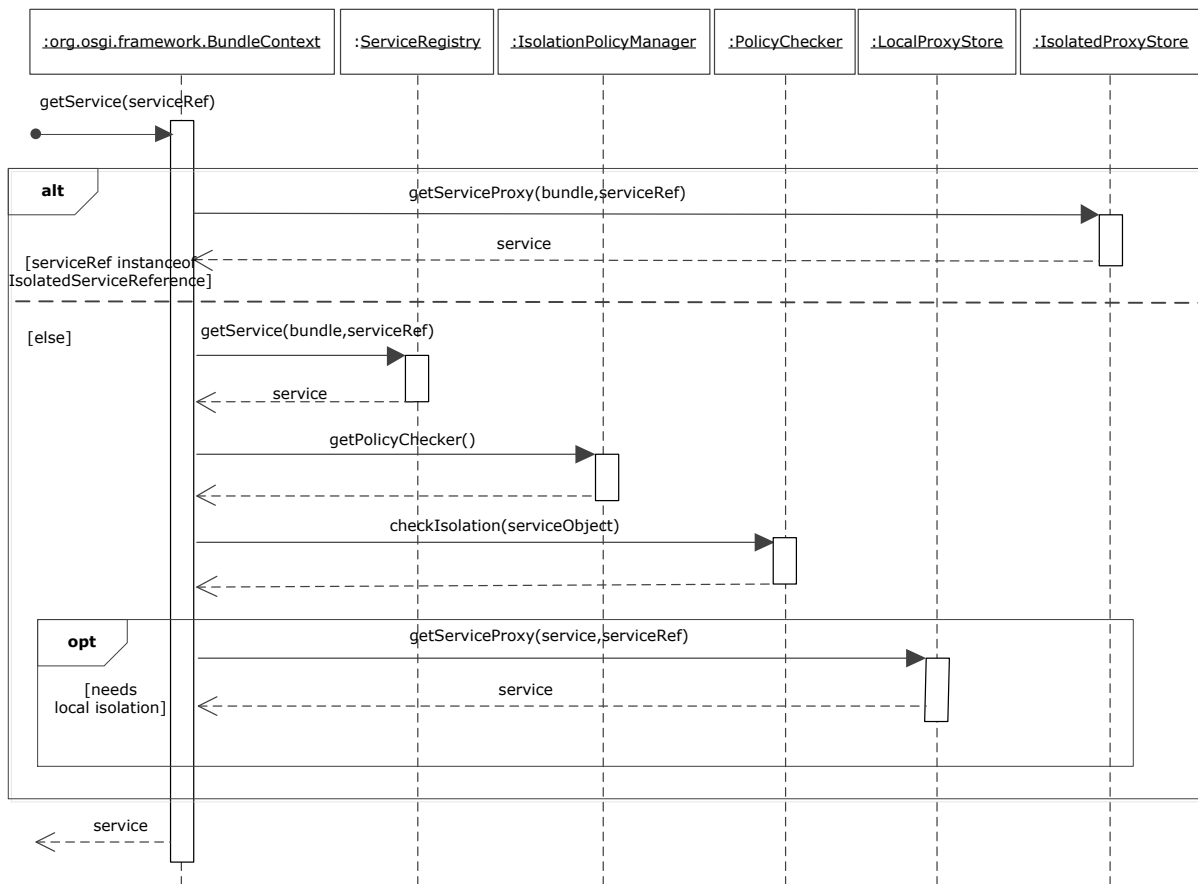 :org.osgi.framework.BundleContext
:ServiceRegistry
:IsolationPolicyManager
:PolicyChecker
:LocalProxyStore
:IsolatedProxyStore
getService(serviceRef)
alt
getServiceProxy(bundle,serviceRef)
service
[serviceRef instanceof
IsolatedServiceReference]
[else]
getService(bundle,serviceRef)
service
getPolicyChecker()
checkIsolation(serviceObject)
opt
getServiceProxy(service,serviceRef)
[needs
local isolation]
service
service